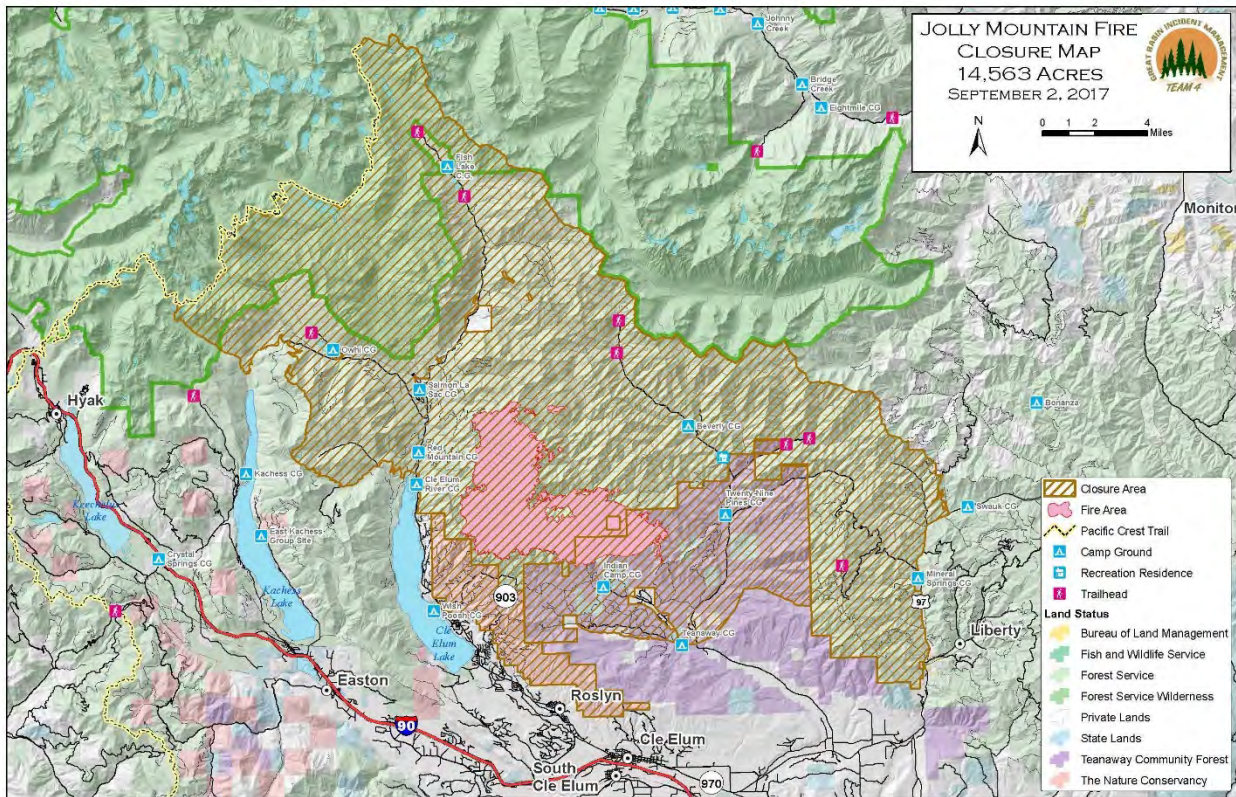 JOLLY MOUNTAIN FIRE
CLOSURE MAP
14,563 ACRES
SEPTEMBER 2, 2017
GREAT BASIN INCIDENT MANAGEMENT
TEAM 4
N
0 1 2 4
Miles
Johnny
Creek
Bridge
Creek
Eightmile CG
Fish
Lake
C.G.
Monitor
Owhi CG
Salmon La
Sac CG
Hyak
Bonanza
Beverly CG
Red
Mountain CG
Kachess CG
Cle Elum
River CG
Keechelus
Lake
Twenty-Nine
Pines CG
Swauk CG
East Kachess
Group Site
Crystal
Springs CG
Indian
Camp CG
Mineral
Springs CG
Kachess
Lake
903
97
Wish
Poosh CG
Cle
Elum
Lake
Teanaway CG
Liberty
Easton
Roslyn
90
Cle Elum
South
Cle Elum
970
Closure Area
Fire Area
Pacific Crest Trail
Camp Ground
Recreation Residence
Trailhead
Land Status
Bureau of Land Management
Fish and Wildlife Service
Forest Service
Forest Service Wilderness
Private Lands
State Lands
Teanaway Community Forest
The Nature Conservancy